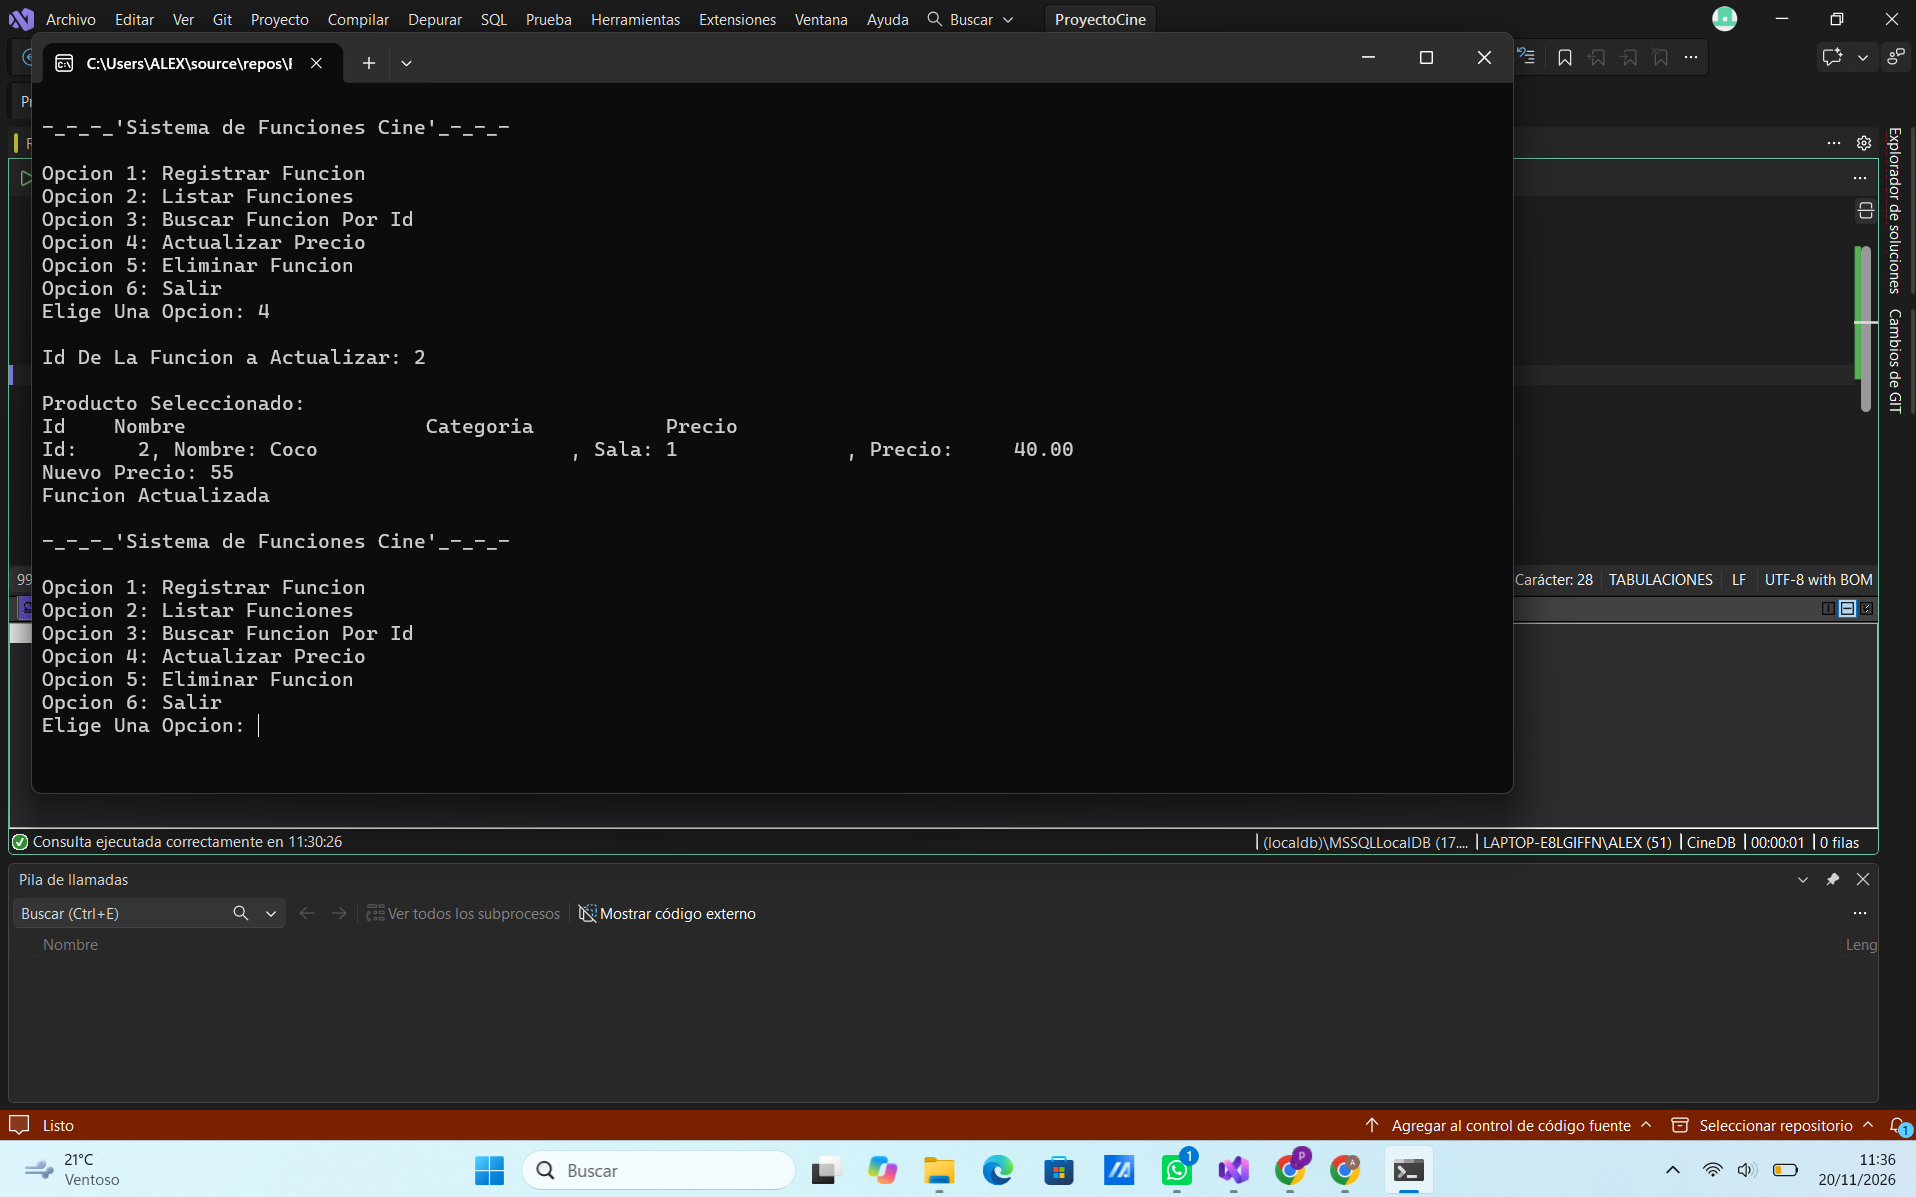 Archivo Editar Ver Git Proyecto Compilar Depurar SQL Prueba Herramientas Extensiones Ventana Ayuda Buscar ProyectoCine
C:\Users\ALEX\source\repos\
-_-_-_'Sistema de Funciones Cine'_-_-_-
Opcion 1: Registrar Funcion
Opcion 2: Listar Funciones
Opcion 3: Buscar Funcion Por Id
Opcion 4: Actualizar Precio
Opcion 5: Eliminar Funcion
Opcion 6: Salir
Elige Una Opcion: 4
Id De La Funcion a Actualizar: 2
Producto Seleccionado:
Id Nombre Categoria Precio
Id: 2, Nombre: Coco , Sala: 1 , Precio: 40.00
Nuevo Precio: 55
Funcion Actualizada
-_-_-_'Sistema de Funciones Cine'_-_-_-
Opcion 1: Registrar Funcion
Opcion 2: Listar Funciones
Opcion 3: Buscar Funcion Por Id
Opcion 4: Actualizar Precio
Opcion 5: Eliminar Funcion
Opcion 6: Salir
Elige Una Opcion:
Explorador de soluciones
Cambios de GIT
99 Carácter: 28 TABULACIONES LF UTF-8 with BOM
Consulta ejecutada correctamente en 11:30:26 (localdb)\MSSQLLocalDB (17.... LAPTOP-E8LGIFFN\ALEX (51) CineDB 00:00:01 0 filas
Pila de llamadas
Buscar (Ctrl+E) Ver todos los subprocesos Mostrar código externo
Nombre Leng
Listo Agregar al control de código fuente Seleccionar repositorio 1
21°C
Ventoso
Buscar
1
P
A
11:36
20/11/2026